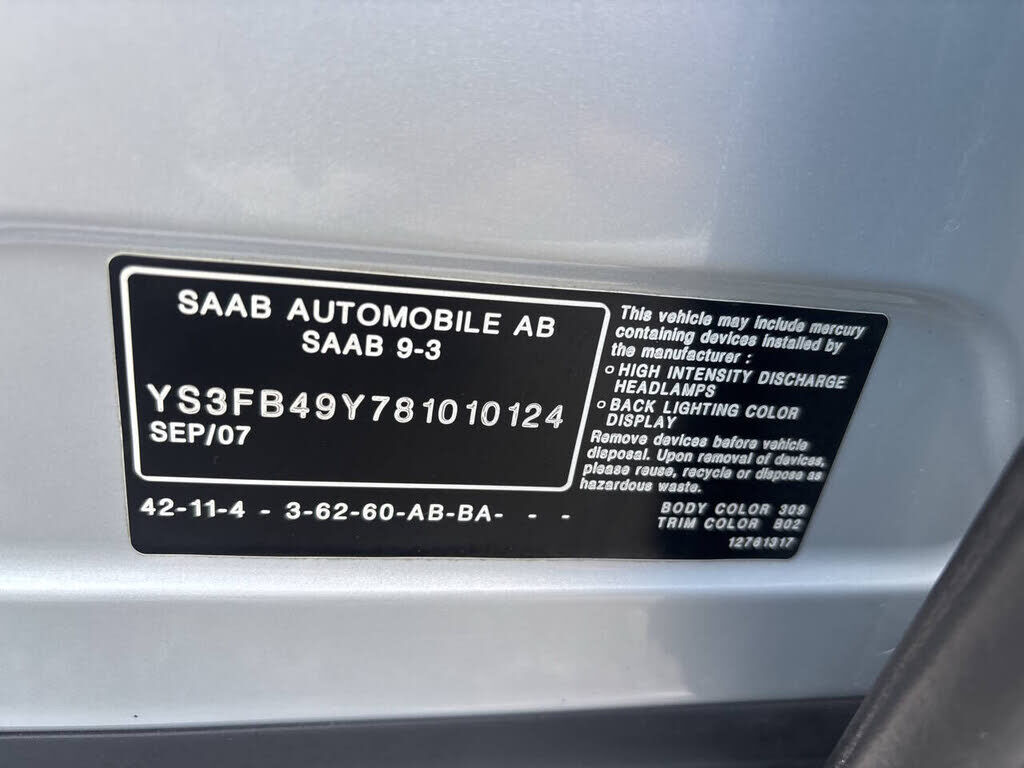 SAAB AUTOMOBILE AB
SAAB 9-3
YS3FB49Y781010124
SEP/07
42-11-4 - 3-62-60-AB-BA- - -
This vehicle may include mercury
containing devices installed by
the manufacturer :
o HIGH INTENSITY DISCHARGE
HEADLAMPS
o BACK LIGHTING COLOR
DISPLAY
Remove devices before vehicle
disposal. Upon removal of devices,
please reuse, recycle or dispose as
hazardous waste.
BODY COLOR 309
TRIM COLOR B02
12781317